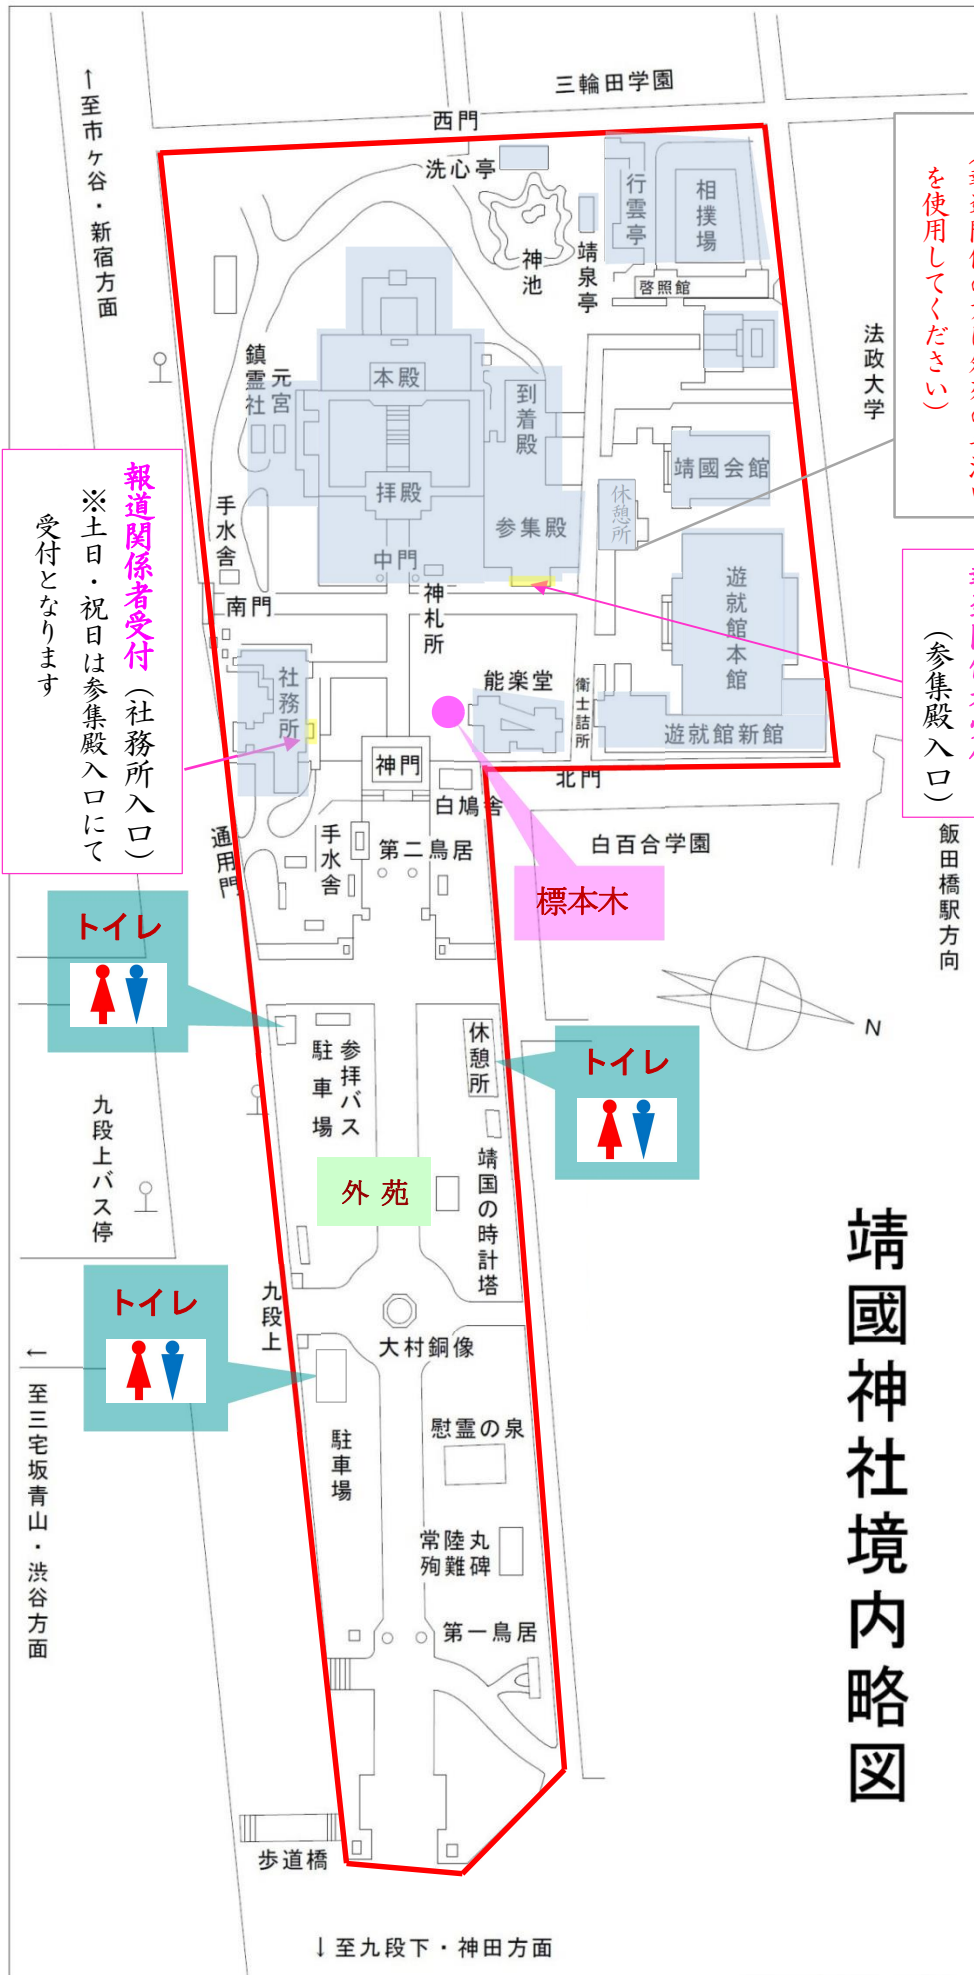 三輪田学園
西門
←至市ヶ谷・新宿方面
洗心亭
神池
靖泉亭
行雲亭
相撲場
啓照館
を使用してください)
法政大学
鎮霊社
元宮
本殿
到着殿
靖國会館
休憩所
拝殿
参集殿
手水舎
中門
神札所
南門
遊就館本館
報道関係者受付(社務所入口)
※土日・祝日は参集殿入口にて
受付となります
(参集殿入口)
社務所
能楽堂
衛士詰所
遊就館新館
神門
北門
白鳩舎
通用門
手水舎
第二鳥居
白百合学園
標本木
飯田橋駅方向
トイレ
N
休憩所
トイレ
参拝バス
駐車場
九段上バス停
外苑
靖国の時計塔
靖國神社境内略図
九段上
トイレ
大村銅像
←至三宅坂青山・渋谷方面
慰霊の泉
駐車場
常陸丸
殉難碑
第一鳥居
歩道橋
↓至九段下・神田方面